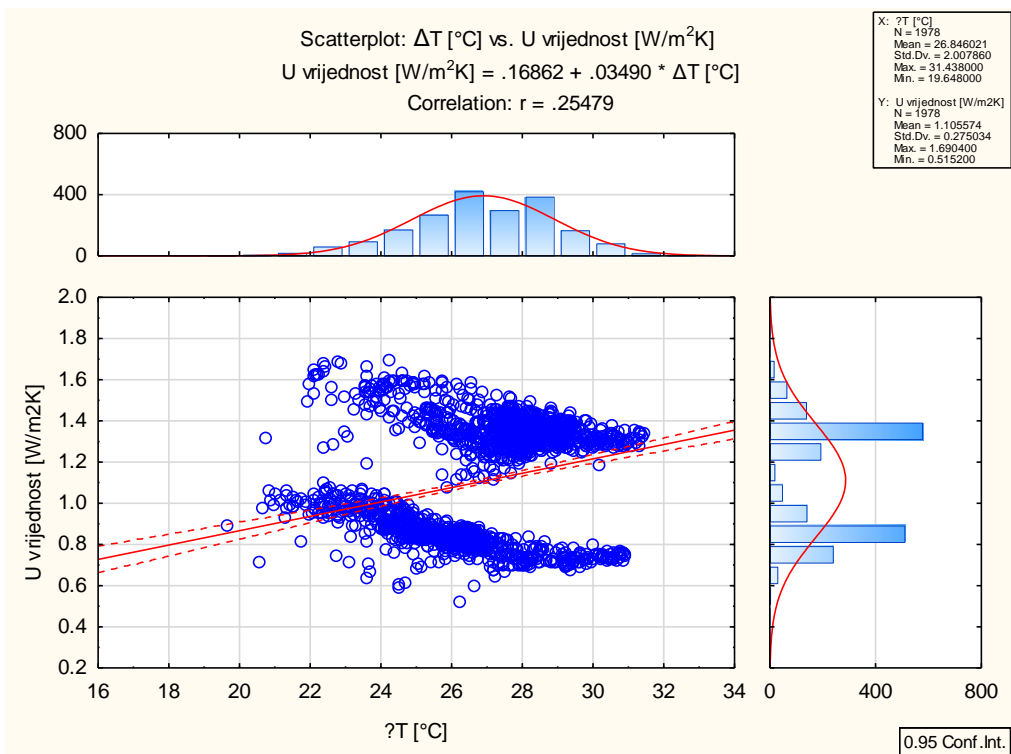 Scatterplot: ΔT [°C] vs. U vrijednost [W/m²K]
U vrijednost [W/m²K] = .16862 + .03490 * ΔT [°C]
Correlation: r = .25479
X: ?T [°C]
N = 1978
Mean = 26.846021
Std.Dv. = 2.007860
Max. = 31.438000
Min. = 19.648000
Y: U vrijednost [W/m2K]
N = 1978
Mean = 1.105574
Std.Dv. = 0.275034
Max. = 1.690400
Min. = 0.515200
800
400
0
2.0
1.8
1.6
1.4
1.2
1.0
0.8
0.6
0.4
0.2
U vrijednost [W/m2K]
16 18 20 22 24 26 28 30 32 34
0 400 800
?T [°C]
0.95 Conf.Int.